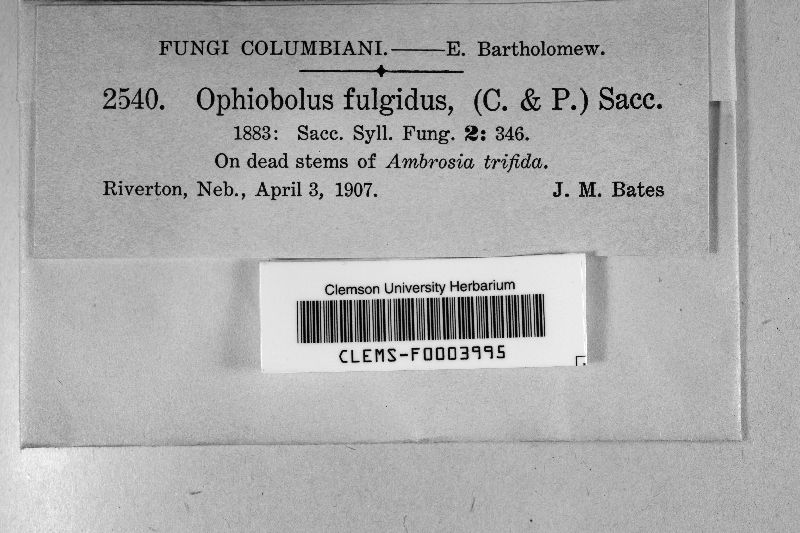 FUNGI COLUMBIANI.——E. Bartholomew.
2540. Ophiobolus fulgidus, (C. & P.) Sacc.
1883: Sacc. Syll. Fung. 2: 346.
On dead stems of Ambrosia trifida.
Riverton, Neb., April 3, 1907. J. M. Bates
Clemson University Herbarium
CLEMS-F0003995